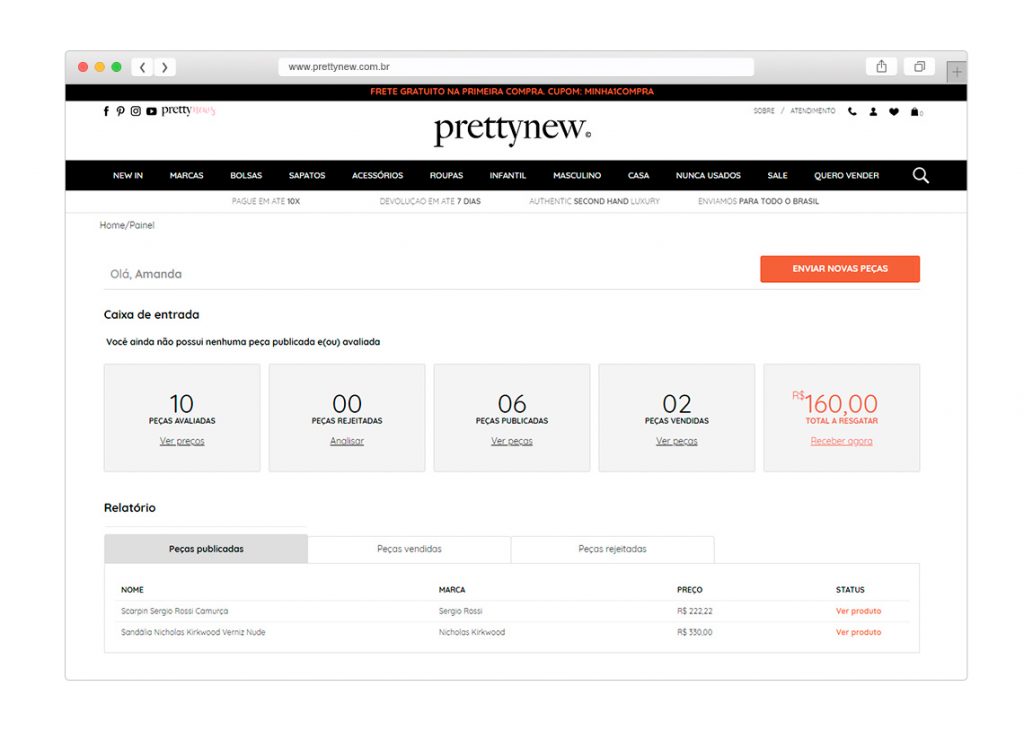 www.prettynew.com.br
FRETE GRATUITO NA PRIMEIRA COMPRA. CUPOM: MINHA1COMPRA
pretty
SOBRE / ATENDIMENTO
prettynew
NEW IN MARCAS BOLSAS SAPATOS ACESSÓRIOS ROUPAS INFANTIL MASCULINO CASA NUNCA USADOS SALE QUERO VENDER
PAGUE EM ATÉ 10X DEVOLUÇÃO EM ATÉ 7 DIAS AUTHENTIC SECOND HAND LUXURY ENVIAMOS PARA TODO O BRASIL
Home/Painel
Olá, Amanda ENVIAR NOVAS PEÇAS
Caixa de entrada
Você ainda não possui nenhuma peça publicada e(ou) avaliada
10 00 06 02 R$160,00
PEÇAS AVALIADAS PEÇAS REJEITADAS PEÇAS PUBLICADAS PEÇAS VENDIDAS TOTAL A RESGATAR
Ver preços Analisar Ver peças Ver peças Receber agora
Relatório
Peças publicadas Peças vendidas Peças rejeitadas
NOME MARCA PREÇO STATUS
Scarpin Sergio Rossi Camurça Sergio Rossi R$ 222,22 Ver produto
Sandália Nicholas Kirkwood Verniz Nude Nicholas Kirkwood R$ 330,00 Ver produto